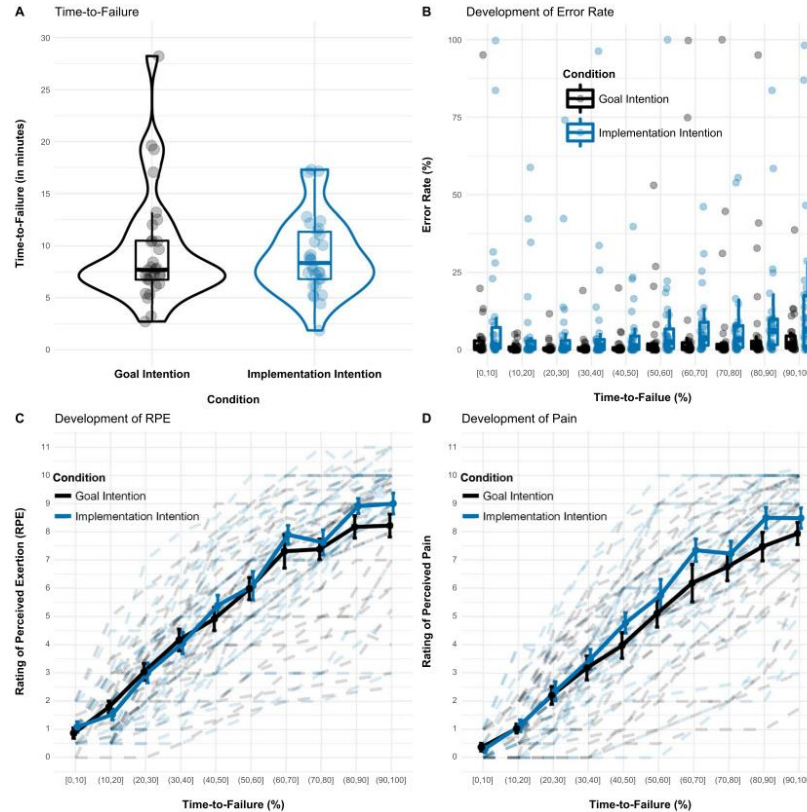 A Time-to-Failure
30
25
20
15
10
5
0
Time-to-Failure (in minutes)
Goal Intention Implementation Intention
Condition
B Development of Error Rate
100
75
50
25
0
Error Rate (%)
Condition
Goal Intention
Implementation Intention
[0,10] (10,20] (20,30] (30,40] (40,50] (50,60] (60,70] (70,80] (80,90] (90,100
Time-to-Failue (%)
C Development of RPE
11
10
9
8
7
6
5
4
3
2
1
0
Rating of Perceived Exertion (RPE)
Condition
Goal Intention
Implementation Intention
[0,10] (10,20] (20,30] (30,40] (40,50] (50,60] (60,70] (70,80] (80,90] (90,100]
Time-to-Failure (%)
D Development of Pain
11
10
9
8
7
6
5
4
3
2
1
0
Rating of Perceived Pain
Condition
Goal Intention
Implementation Intention
[0,10] (10,20] (20,30] (30,40] (40,50] (50,60] (60,70] (70,80] (80,90] (90,100]
Time-to-Failure (%)